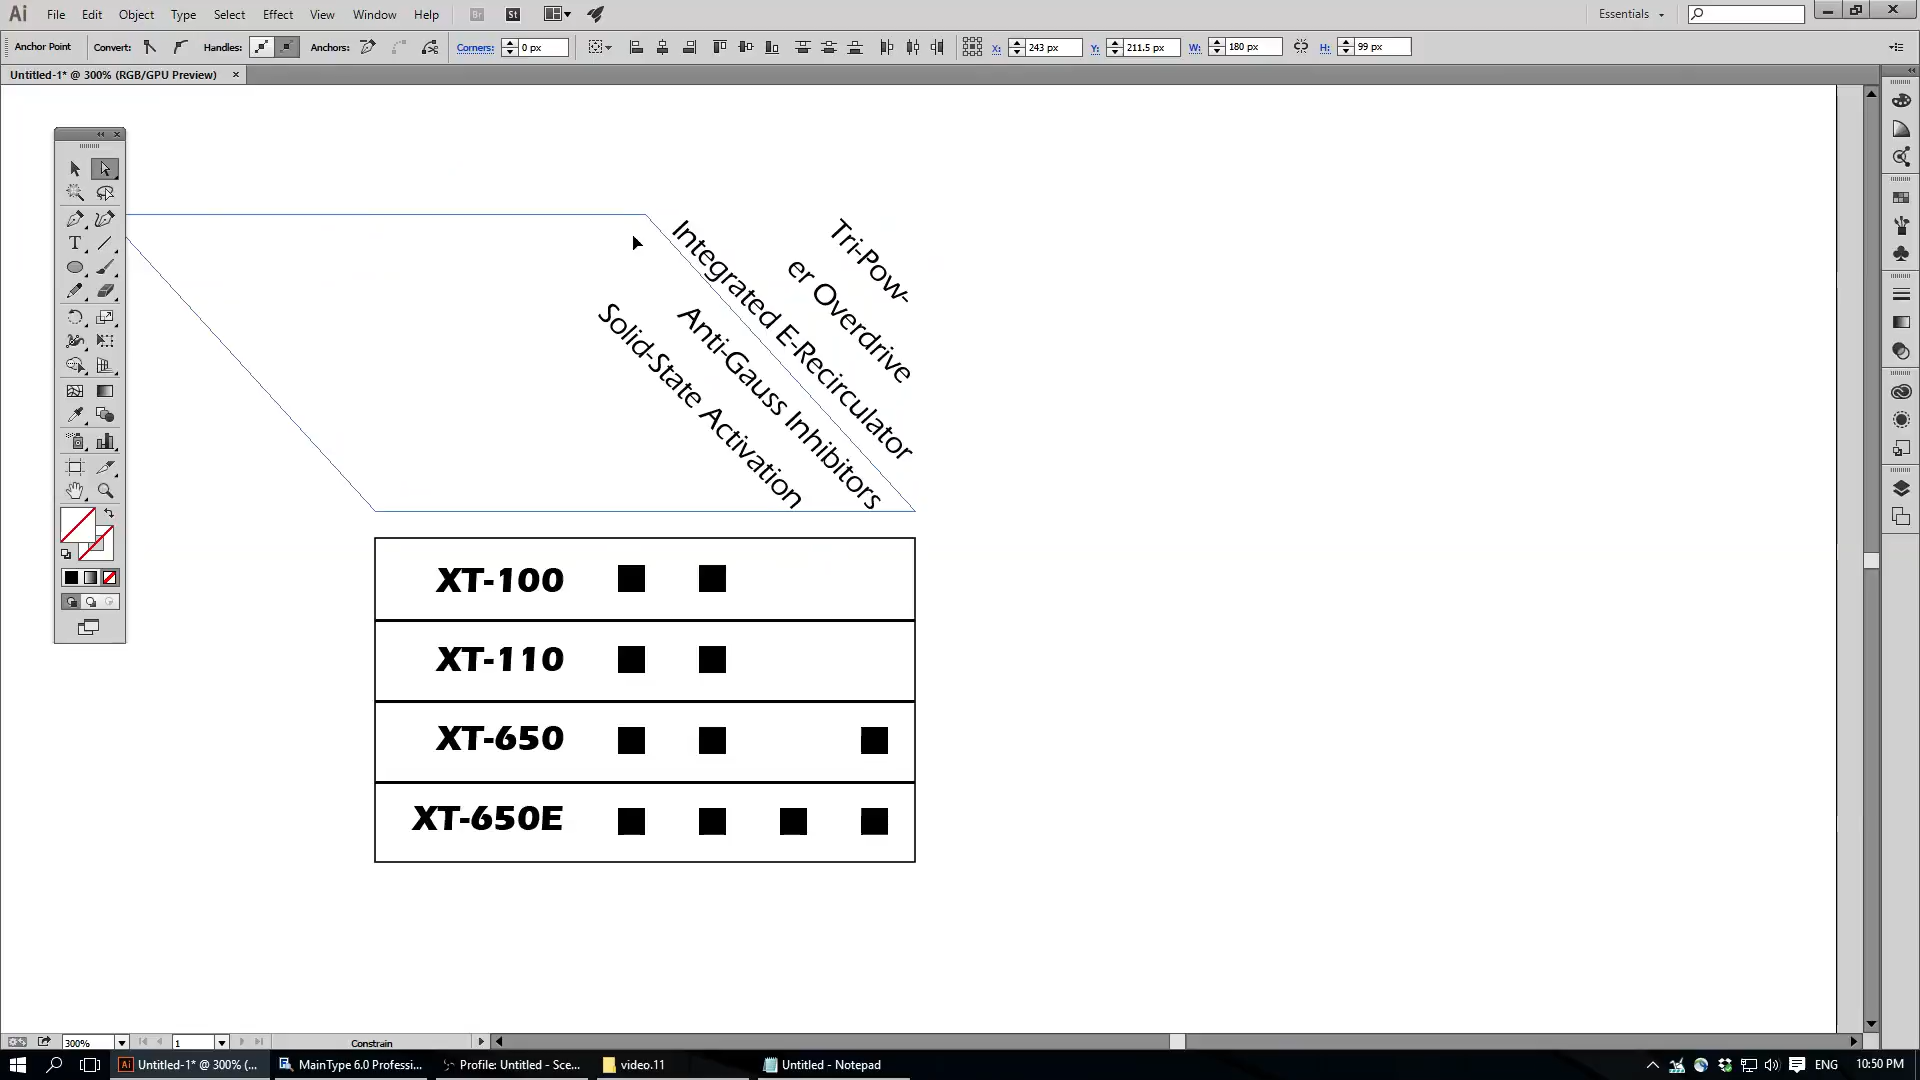 Ai File Edit Object Type Select Effect View Window Help Br St Essentials
Anchor Point Convert: Handles: Anchors: Corners: 0 px X: 243 px Y: 211.5 px W: 180 px H: 99 px
Untitled-1* @ 300% (RGB/GPU Preview)
Tri-Pow-
er Overdrive
Integrated E-Recirculator
Anti-Gauss Inhibitors
Solid-State Activation
XT-100
XT-110
XT-650
XT-650E
300% 1 Constrain
Untitled-1* @ 300% (... MainType 6.0 Professi... Profile: Untitled - Sce... video.11 Untitled - Notepad ENG 10:50 PM